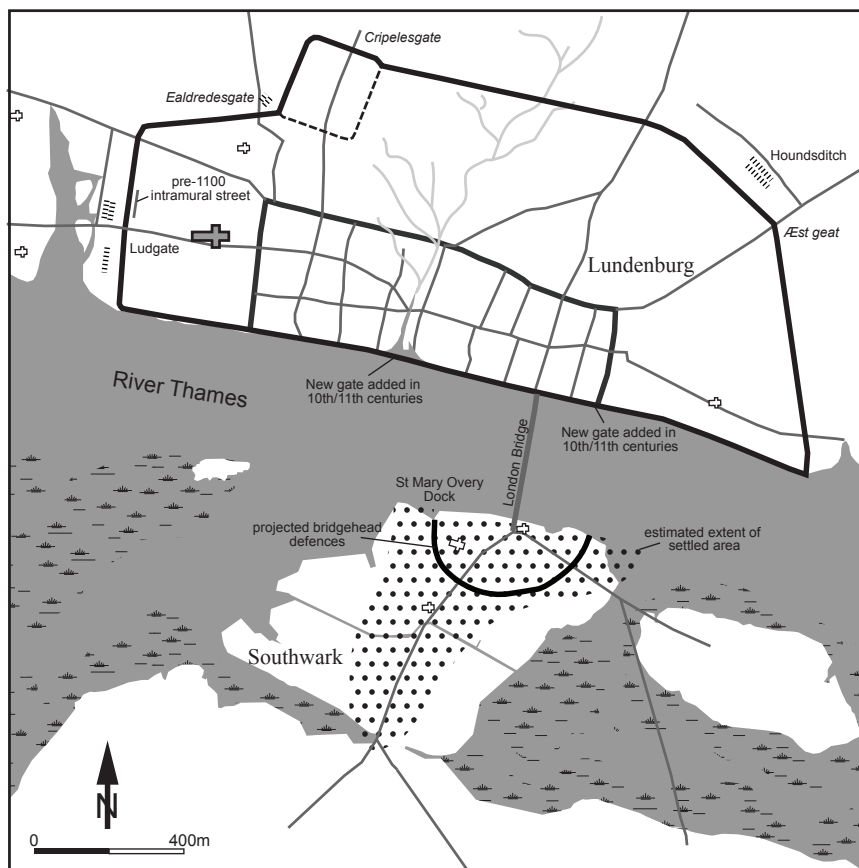 Cripelesgate
Ealdredesgate
Houndsditch
pre-1100
intramural street
Æst geat
Ludgate
Lundenburg
River Thames
New gate added in
10th/11th centuries
New gate added in
10th/11th centuries
London Bridge
St Mary Overy
Dock
projected bridgehead
defences
estimated extent of
settled area
Southwark
N
0
400m